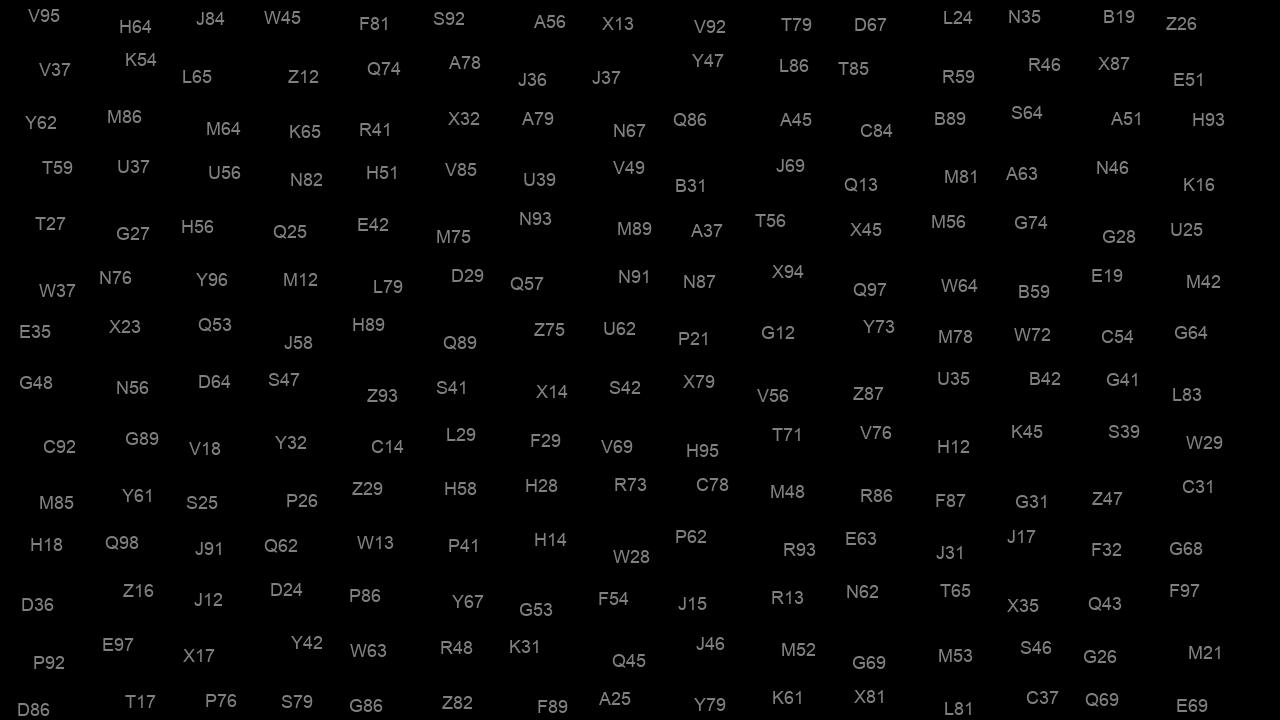 V95 H64 J84 W45 F81 S92 A56 X13 V92 T79 D67 L24 N35 B19 Z26
V37 K54 L65 Z12 Q74 A78 J36 J37 Y47 L86 T85 R59 R46 X87 E51
Y62 M86 M64 K65 R41 X32 A79 N67 Q86 A45 C84 B89 S64 A51 H93
T59 U37 U56 N82 H51 V85 U39 V49 B31 J69 Q13 M81 A63 N46 K16
T27 G27 H56 Q25 E42 M75 N93 M89 A37 T56 X45 M56 G74 G28 U25
W37 N76 Y96 M12 L79 D29 Q57 N91 N87 X94 Q97 W64 B59 E19 M42
E35 X23 Q53 J58 H89 Q89 Z75 U62 P21 G12 Y73 M78 W72 C54 G64
G48 N56 D64 S47 Z93 S41 X14 S42 X79 V56 Z87 U35 B42 G41 L83
C92 G89 V18 Y32 C14 L29 F29 V69 H95 T71 V76 H12 K45 S39 W29
M85 Y61 S25 P26 Z29 H58 H28 R73 C78 M48 R86 F87 G31 Z47 C31
H18 Q98 J91 Q62 W13 P41 H14 W28 P62 R93 E63 J31 J17 F32 G68
D36 Z16 J12 D24 P86 Y67 G53 F54 J15 R13 N62 T65 X35 Q43 F97
P92 E97 X17 Y42 W63 R48 K31 Q45 J46 M52 G69 M53 S46 G26 M21
D86 T17 P76 S79 G86 Z82 F89 A25 Y79 K61 X81 L81 C37 Q69 E69